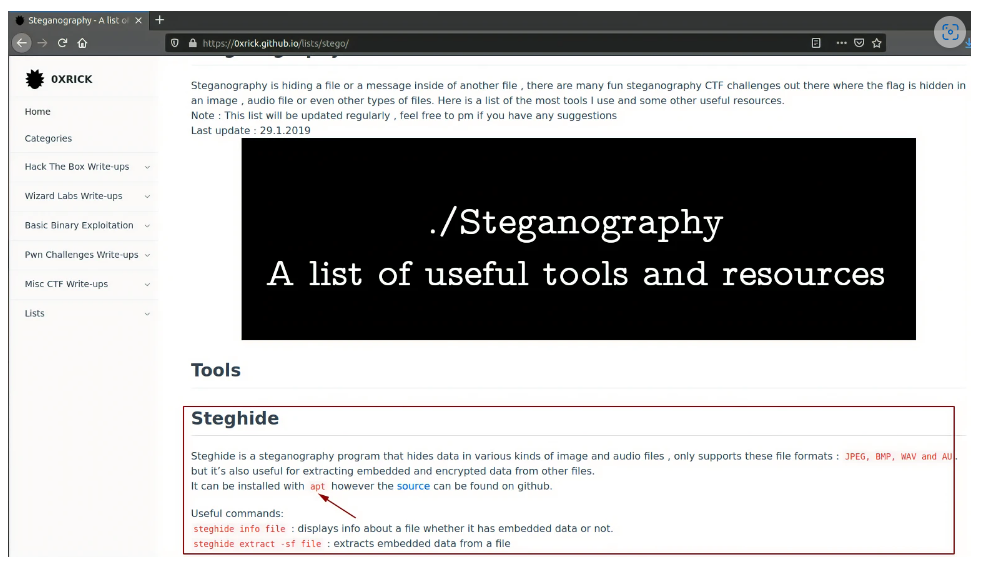 Steganography - A list of
https://0xrick.github.io/lists/stego/
0XRICK
Home
Categories
Hack The Box Write-ups
Wizard Labs Write-ups
Basic Binary Exploitation
Pwn Challenges Write-ups
Misc CTF Write-ups
Lists
Steganography is hiding a file or a message inside of another file , there are many fun steganography CTF challenges out there where the flag is hidden in
an image , audio file or even other types of files. Here is a list of the most tools I use and some other useful resources.
Note : This list will be updated regularly , feel free to pm if you have any suggestions
Last update : 29.1.2019
./Steganography
A list of useful tools and resources
Tools
Steghide
Steghide is a steganography program that hides data in various kinds of image and audio files , only supports these file formats : JPEG, BMP, WAV and AU.
but it’s also useful for extracting embedded and encrypted data from other files.
It can be installed with apt however the source can be found on github.
Useful commands:
steghide info file : displays info about a file whether it has embedded data or not.
steghide extract -sf file : extracts embedded data from a file